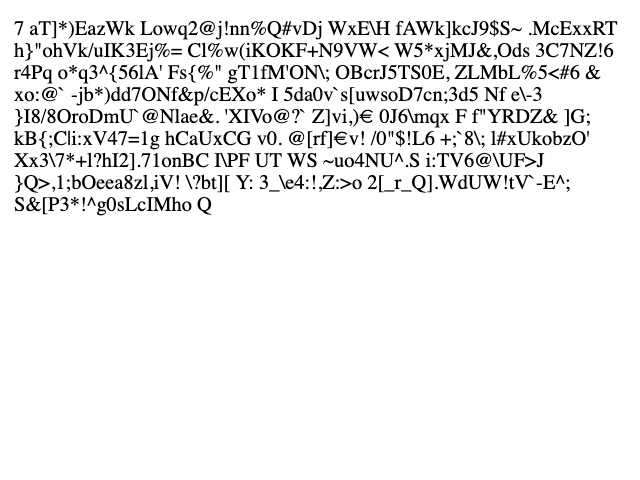 7 aT]*)EazWk Lowq2@j!nn%Q#vDj WxE\H fAWk]kcJ9$S~ .McExxRT
h}"ohVk/uIK3Ej%= Cl%w(iKOKF+N9VW< W5*xjMJ&,Ods 3C7NZ!6
r4Pq o*q3^{56lA' Fs{%" gT1fM'ON\; OBcrJ5TS0E, ZLMbL%5<#6 &
xo:@` -jb*)dd7ONf&p/cEXo* I 5da0v`s[uwsoD7cn;3d5 Nf e\-3
}I8/8OroDmU`@Nlae&. 'XIVo@?` Z]vi,)€ 0J6\mqx F f"YRDZ& ]G;
kB{;C|i:xV47=1g hCaUxCG v0. @[rf]€v! /0"$!L6 +;`8\; l#xUkobzO'
Xx3\7*+l?hI2].71onBC I\PF UT WS ~uo4NU^.S i:TV6@\UF>J
}Q>,1;bOeea8zl,iV! \?bt][ Y: 3_\e4:!,Z:>o 2[_r_Q].WdUW!tV`-E^;
S&[P3*!^g0sLcIMho Q